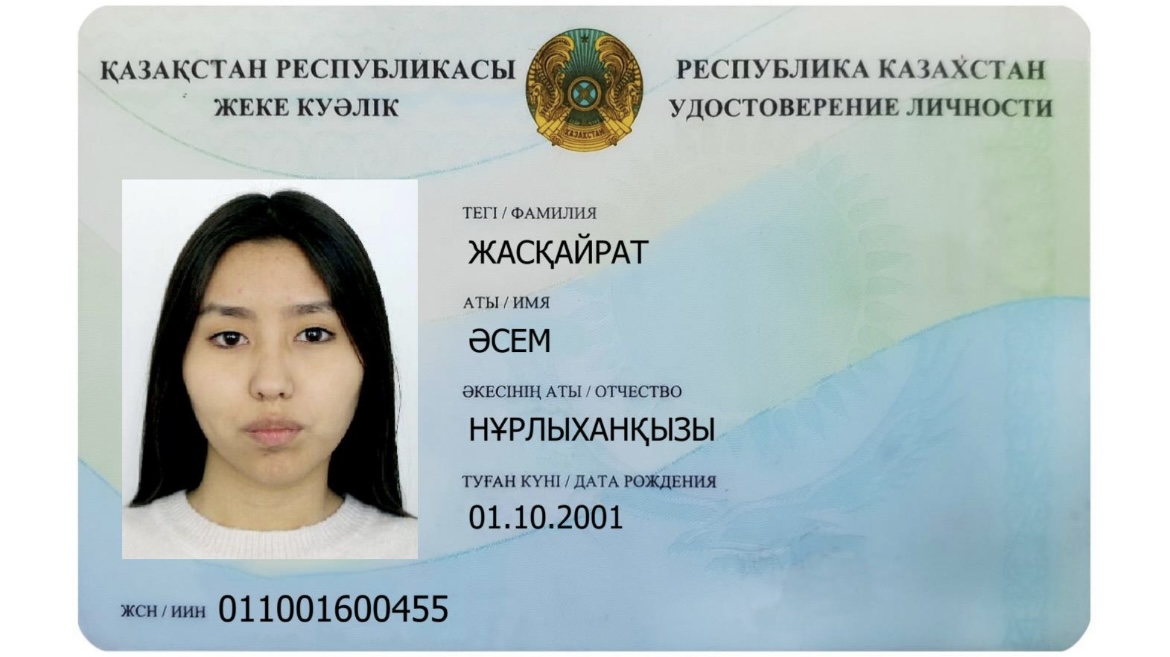 ҚАЗАҚСТАН РЕСПУБЛИКАСЫ
ЖЕКЕ КУӘЛІК
РЕСПУБЛИКА КАЗАХСТАН
УДОСТОВЕРЕНИЕ ЛИЧНОСТИ
ҚАЗАҚСТАН
ТЕГІ / ФАМИЛИЯ
ЖАСҚАЙРАТ
АТЫ / ИМЯ
ӘСЕМ
ӘКЕСІНІҢ АТЫ / ОТЧЕСТВО
НҰРЛЫХАНҚЫЗЫ
ТУҒАН КҮНІ / ДАТА РОЖДЕНИЯ
01.10.2001
ЖСН / ИИН 011001600455